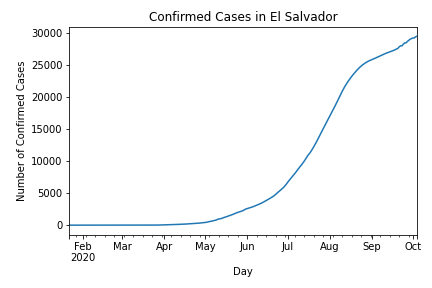 Confirmed Cases in El Salvador
30000
25000
20000
15000
10000
5000
0
Number of Confirmed Cases
Feb Mar Apr May Jun Jul Aug Sep Oct
2020
Day